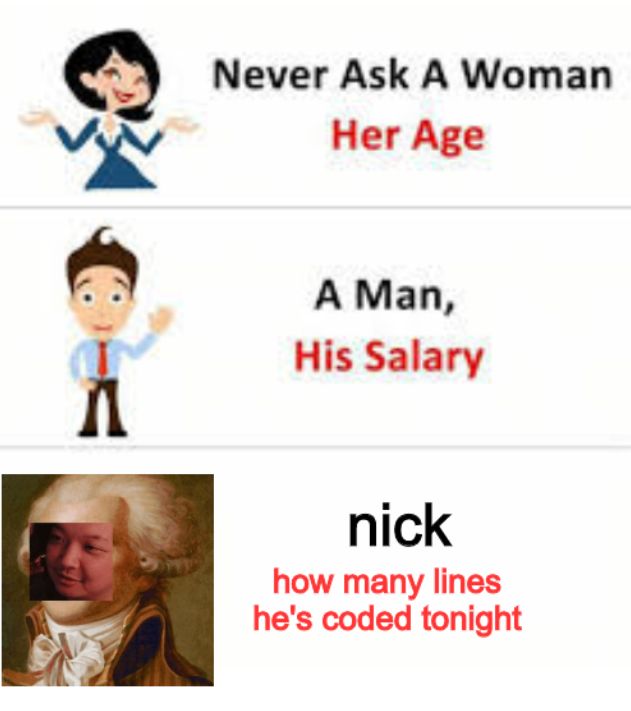 Never Ask A Woman
Her Age
A Man,
His Salary
nick
how many lines
he's coded tonight